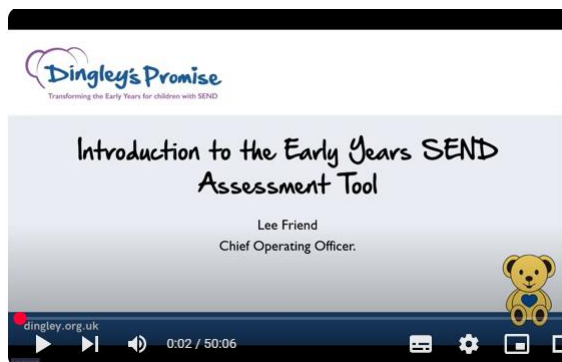 Dingley's Promise
Transforming the Early Years for children with SEND
Introduction to the Early Years SEND
Assessment Tool
Lee Friend
Chief Operating Officer.
dingley.org.uk
0:02 / 50:06